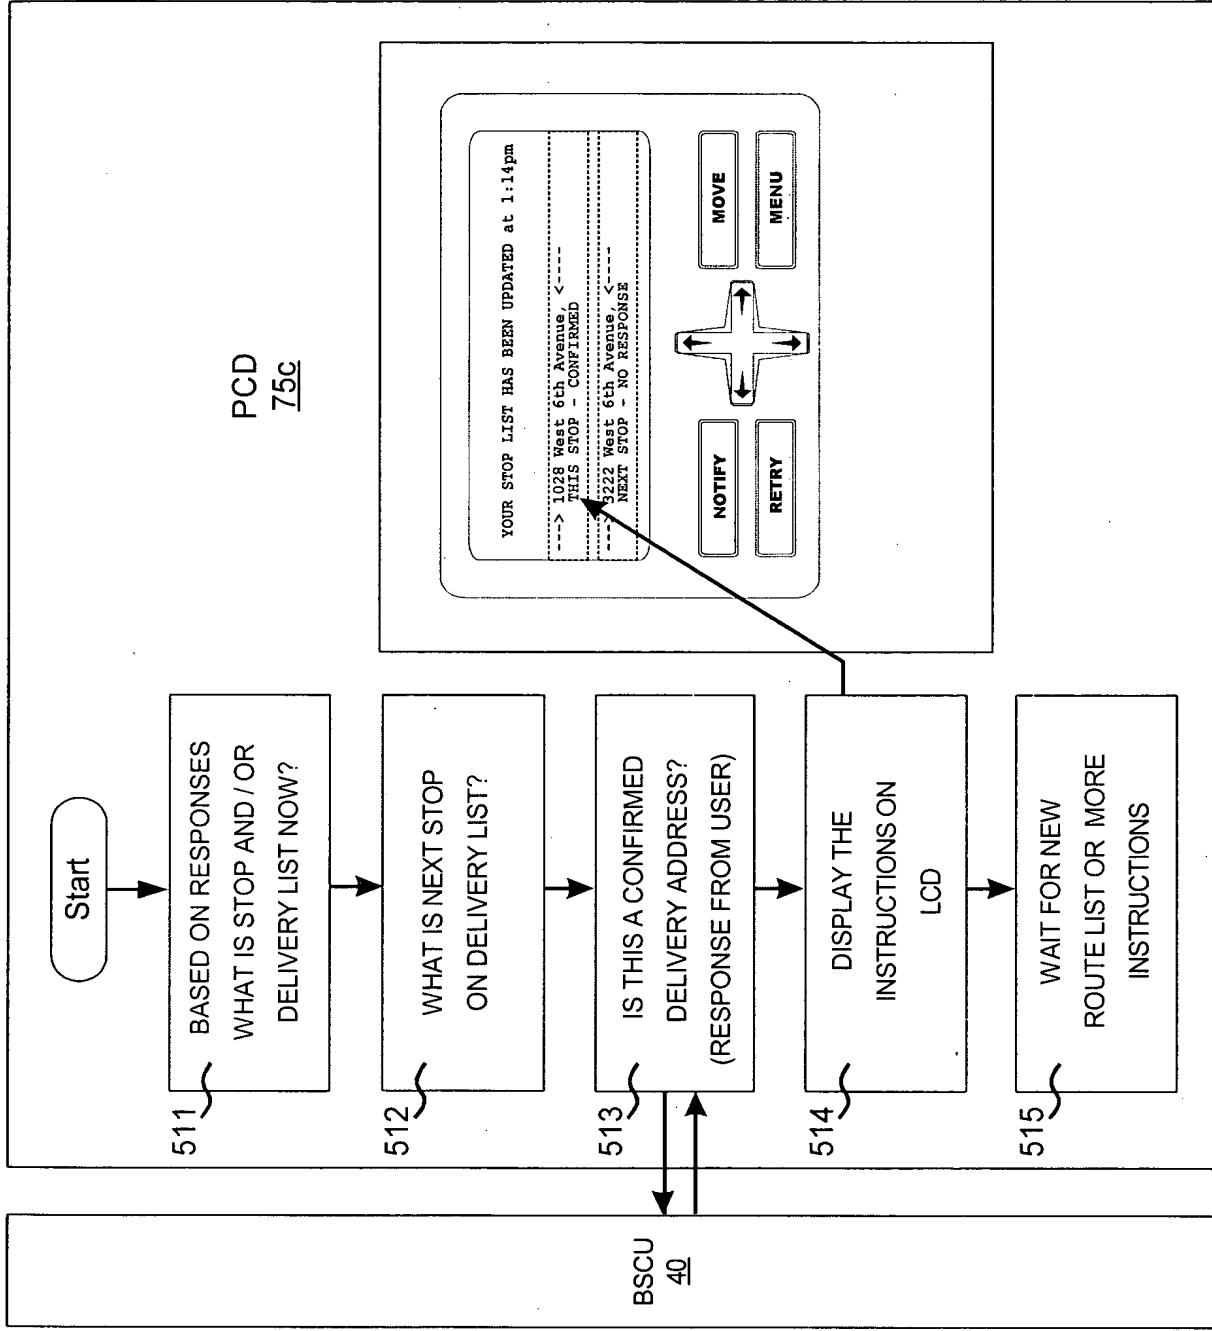 Start
511
BASED ON RESPONSES
WHAT IS STOP AND / OR
DELIVERY LIST NOW?
512
WHAT IS NEXT STOP
ON DELIVERY LIST?
513
IS THIS A CONFIRMED
DELIVERY ADDRESS?
(RESPONSE FROM USER)
514
DISPLAY THE
INSTRUCTIONS ON
LCD
515
WAIT FOR NEW
ROUTE LIST OR MORE
INSTRUCTIONS
BSCU
40
PCD
75c
YOUR STOP LIST HAS BEEN UPDATED at 1:14pm
----> 1028 West 6th Avenue, <----
THIS STOP - CONFIRMED
----> 3222 West 6th Avenue, <----
NEXT STOP - NO RESPONSE
NOTIFY
RETRY
MOVE
MENU